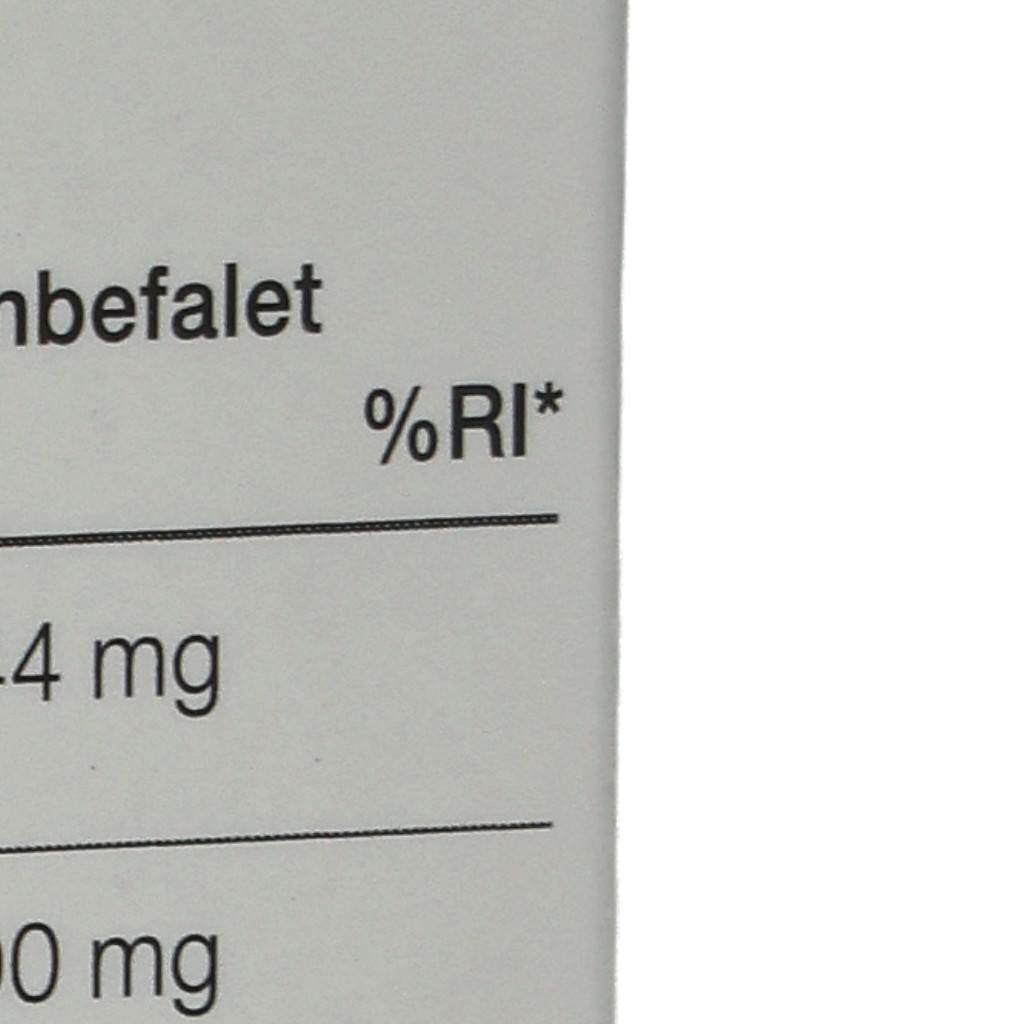 nbefalet
%RI*
4 mg
0 mg